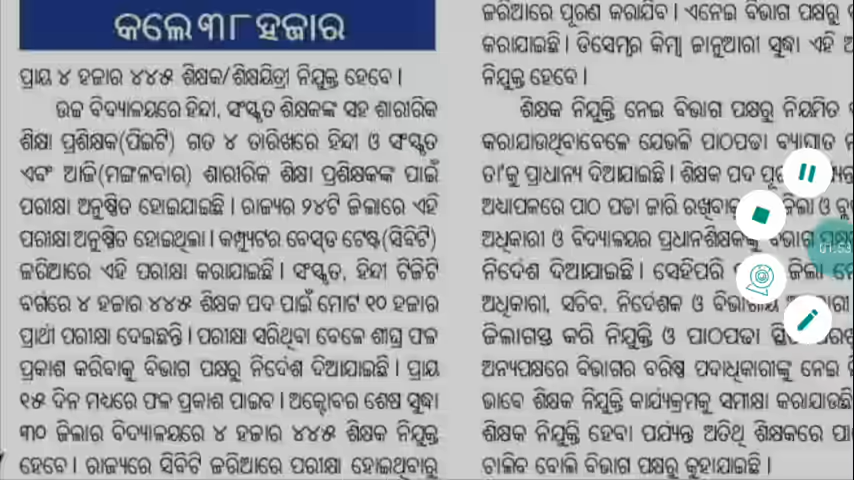 କଲେ ୩୮ ହଜାର
ପ୍ରାୟ ୪ ହଜାର ୪୪୫ ଶିକ୍ଷକ/ଶିକ୍ଷୟିତ୍ରୀ ନିଯୁକ୍ତ ହେବେ।
ଉଚ୍ଚ ବିଦ୍ୟାଳୟରେ ହିନ୍ଦୀ, ସଂସ୍କୃତ ଶିକ୍ଷକଙ୍କ ସହ ଶାରୀରିକ
ଶିକ୍ଷା ପ୍ରଶିକ୍ଷକ(ପିଇଟି) ଗତ ୪ ତାରିଖରେ ହିନ୍ଦୀ ଓ ସଂସ୍କୃତ
ଏବଂ ଆଜି(ମଙ୍ଗଳବାର) ଶାରୀରିକ ଶିକ୍ଷା ପ୍ରଶିକ୍ଷକଙ୍କ ପାଇଁ
ପରୀକ୍ଷା ଅନୁଷ୍ଠିତ ହୋଇଯାଇଛି। ରାଜ୍ୟର ୨୪ଟି ଜିଲାରେ ଏହି
ପରୀକ୍ଷା ଅନୁଷ୍ଠିତ ହୋଇଥିଲା। କମ୍ପ୍ୟୁଟର ବେସ୍‌ଡ ଟେଷ୍ଟ(ସିବିଟି)
ଜରିଆରେ ଏହି ପରୀକ୍ଷା କରାଯାଇଛି। ସଂସ୍କୃତ, ହିନ୍ଦୀ ଟିଜିଟି
ବର୍ଗରେ ୪ ହଜାର ୪୪୫ ଶିକ୍ଷକ ପଦ ପାଇଁ ମୋଟ ୧୦ ହଜାର
ପ୍ରାର୍ଥୀ ପରୀକ୍ଷା ଦେଇଛନ୍ତି। ପରୀକ୍ଷା ସରିଥିବା ବେଳେ ଶୀଘ୍ର ଫଳ
ପ୍ରକାଶ କରିବାକୁ ବିଭାଗ ପକ୍ଷରୁ ନିର୍ଦେଶ ଦିଆଯାଇଛି। ପ୍ରାୟ
୧୫ ଦିନ ମଧ୍ୟରେ ଫଳ ପ୍ରକାଶ ପାଇବ। ଅକ୍ଟୋବର ଶେଷ ସୁଦ୍ଧା
୩୦ ଜିଲାର ବିଦ୍ୟାଳୟରେ ୪ ହଜାର ୪୪୫ ଶିକ୍ଷକ ନିଯୁକ୍ତ
ହେବେ। ରାଜ୍ୟରେ ସିବିଟି ଜରିଆରେ ପରୀକ୍ଷା ହୋଇଥିବାରୁ
ଜରିଆରେ ପୂରଣ କରାଯିବ। ଏନେଇ ବିଭାଗ ପକ୍ଷରୁ
କରାଯାଇଛି। ଡିସେମ୍ବର କିମ୍ବା ଜାନୁଆରୀ ସୁଦ୍ଧା ଏହି
ନିଯୁକ୍ତ ହେବେ।
ଶିକ୍ଷକ ନିଯୁକ୍ତି ନେଇ ବିଭାଗ ପକ୍ଷରୁ ନିୟମିତ
କରାଯାଉଥିବାବେଳେ ଯେଭଳି ପାଠପଢା ବ୍ୟାଘାତ
ତା'କୁ ପ୍ରାଧାନ୍ୟ ଦିଆଯାଇଛି। ଶିକ୍ଷକ ପଦ
ଅଧ୍ୟାପକରେ ପାଠ ପଢା ଜାରି ରଖିବାକୁ ଜିଲା ଓ
ଅଧିକାରୀ ଓ ବିଦ୍ୟାଳୟର ପ୍ରଧାନଶିକ୍ଷକଙ୍କୁ ବିଭାଗ ପକ୍ଷରୁ
ନିର୍ଦେଶ ଦିଆଯାଇଛି। ସେହିପରି ଜିଲା
ଅଧିକାରୀ, ସଚିବ, ନିର୍ଦେଶକ ଓ ବିଭାଗୀୟ
ଜିଲାଗସ୍ତ କରି ନିଯୁକ୍ତି ଓ ପାଠପଢା
ଅନ୍ୟପକ୍ଷରେ ବିଭାଗର ବରିଷ୍ଠ ପଦାଧିକାରୀଙ୍କୁ ନେଇ
ଭାବେ ଶିକ୍ଷକ ନିଯୁକ୍ତି କାର୍ଯ୍ୟକ୍ରମକୁ ସମୀକ୍ଷା କରାଯାଉଛି
ଶିକ୍ଷକ ନିଯୁକ୍ତି ହେବା ପର୍ଯ୍ୟନ୍ତ ଅତିଥି ଶିକ୍ଷକରେ
ଚାଳିବ ବୋଲି ବିଭାଗ ପକ୍ଷରୁ କୁହାଯାଇଛି।